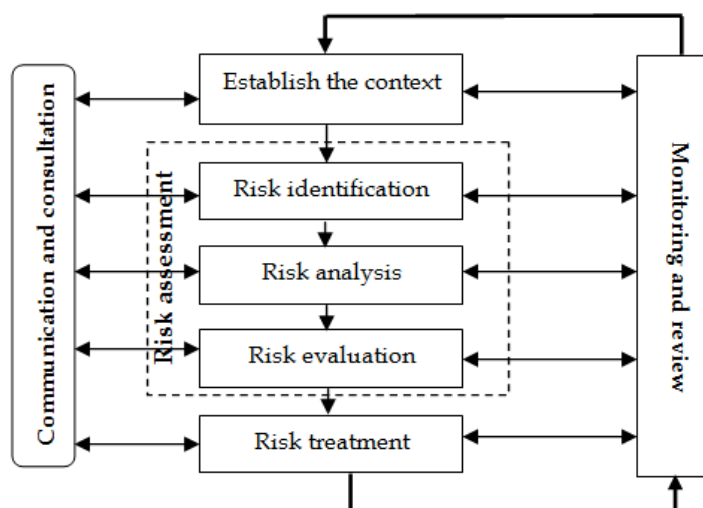 Establish the context
Communication and consultation
Risk assessment
Risk identification
Risk analysis
Risk evaluation
Risk treatment
Monitoring and review